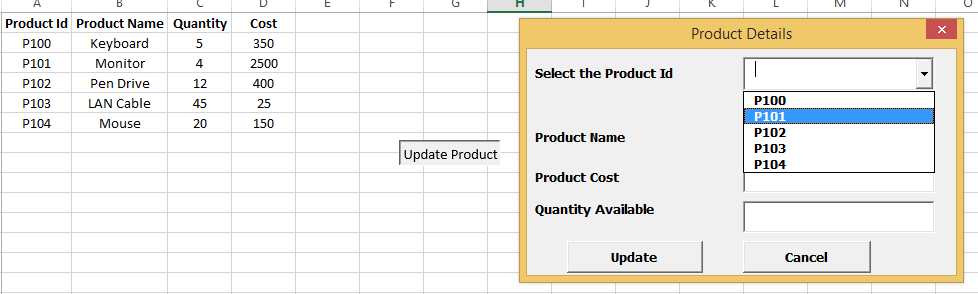 A B C D E F G H I J K L M N O
Product Id Product Name Quantity Cost
P100 Keyboard 5 350
P101 Monitor 4 2500
P102 Pen Drive 12 400
P103 LAN Cable 45 25
P104 Mouse 20 150
Update Product
Product Details
Select the Product Id
P100
P101
P102
P103
P104
Product Name
Product Cost
Quantity Available
Update Cancel